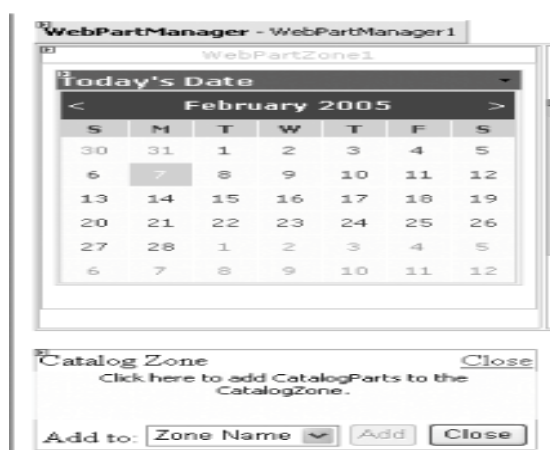 WebPartManager - WebPartManager1
WebPartZone1
Today's Date
< February 2005 >
S M T W T F S
30 31 1 2 3 4 5
6 7 8 9 10 11 12
13 14 15 16 17 18 19
20 21 22 23 24 25 26
27 28 1 2 3 4 5
6 7 8 9 10 11 12
Catalog Zone Close
Click here to add CatalogParts to the
CatalogZone.
Add to: Zone Name Add Close